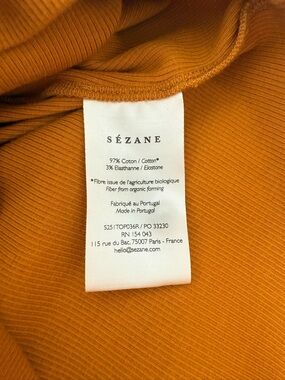 SÉZANE
97% Coton / Cotton*
3% Elasthanne / Elastane
*Fibre issue de l'agriculture biologique
Fiber from organic farming
Fabriqué au Portugal
Made in Portugal
S251TOP036R / PO 33230
RN 154 043
115 rue du Bac, 75007 Paris - France
hello@sezane.com